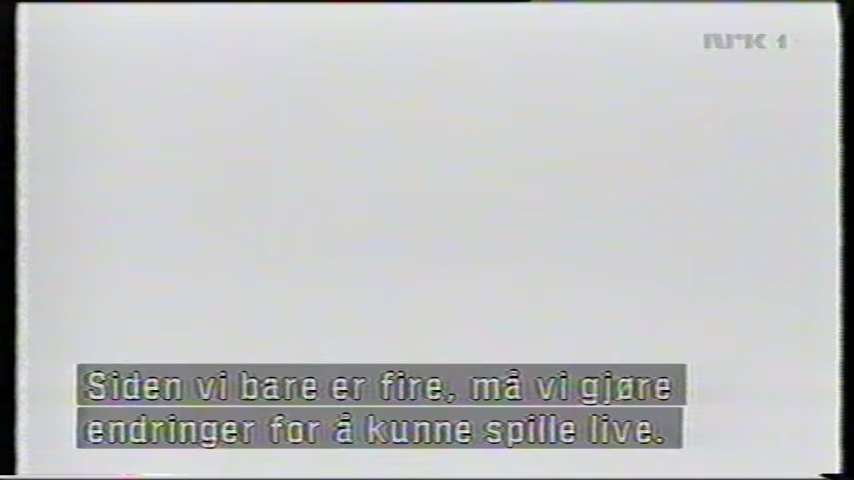 NRK 1
Siden vi bare er fire, må vi gjøre
endringer for å kunne spille live.